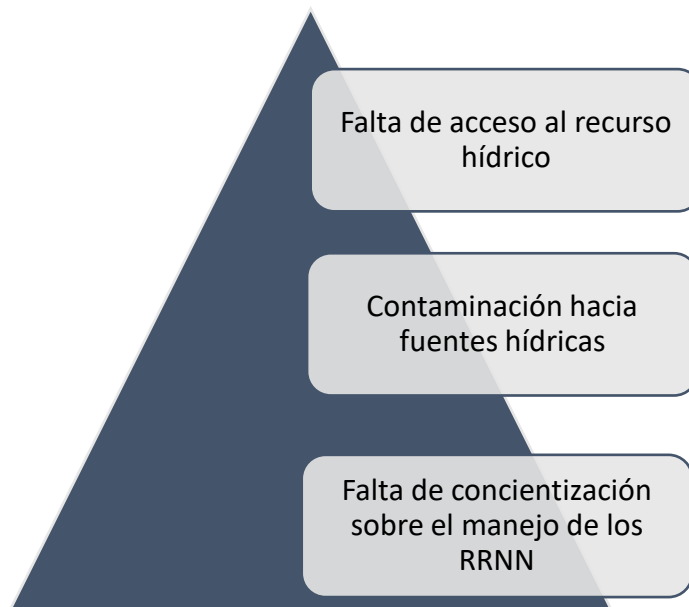 Falta de acceso al recurso
hídrico
Contaminación hacia
fuentes hídricas
Falta de concientización
sobre el manejo de los
RRNN